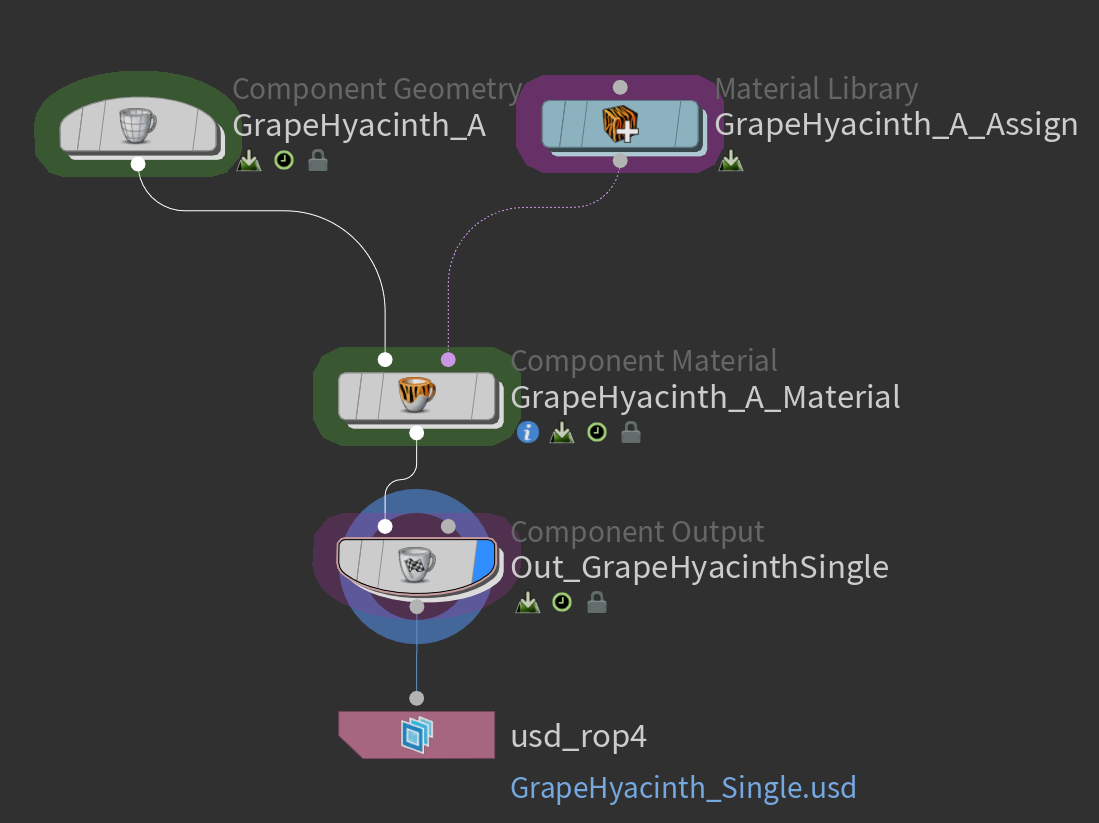 Component Geometry
GrapeHyacinth_A
Material Library
GrapeHyacinth_A_Assign
Component Material
GrapeHyacinth_A_Material
Component Output
Out_GrapeHyacinthSingle
usd_rop4
GrapeHyacinth_Single.usd